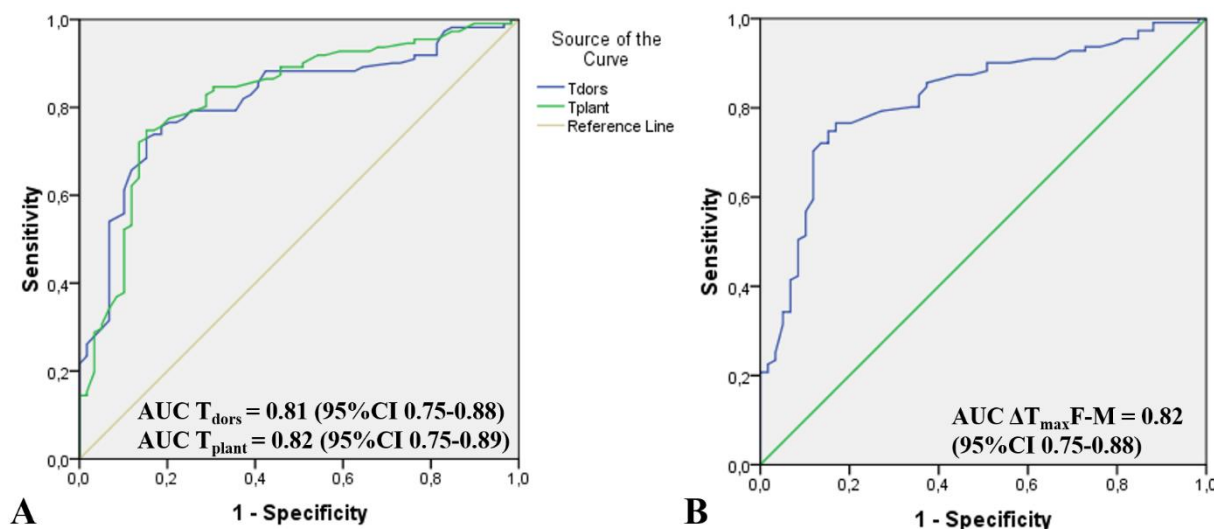 1,0
0,8
0,6
0,4
0,2
0,0
0,0 0,2 0,4 0,6 0,8 1,0
Sensitivity
1 - Specificity
AUC Tdors = 0.81 (95%CI 0.75-0.88)
AUC Tplant = 0.82 (95%CI 0.75-0.89)
A
Source of the
Curve
Tdors
Tplant
Reference Line
1,0
0,8
0,6
0,4
0,2
0,0
0,0 0,2 0,4 0,6 0,8 1,0
Sensitivity
1 - Specificity
AUC ΔTmaxF-M = 0.82
(95%CI 0.75-0.88)
B